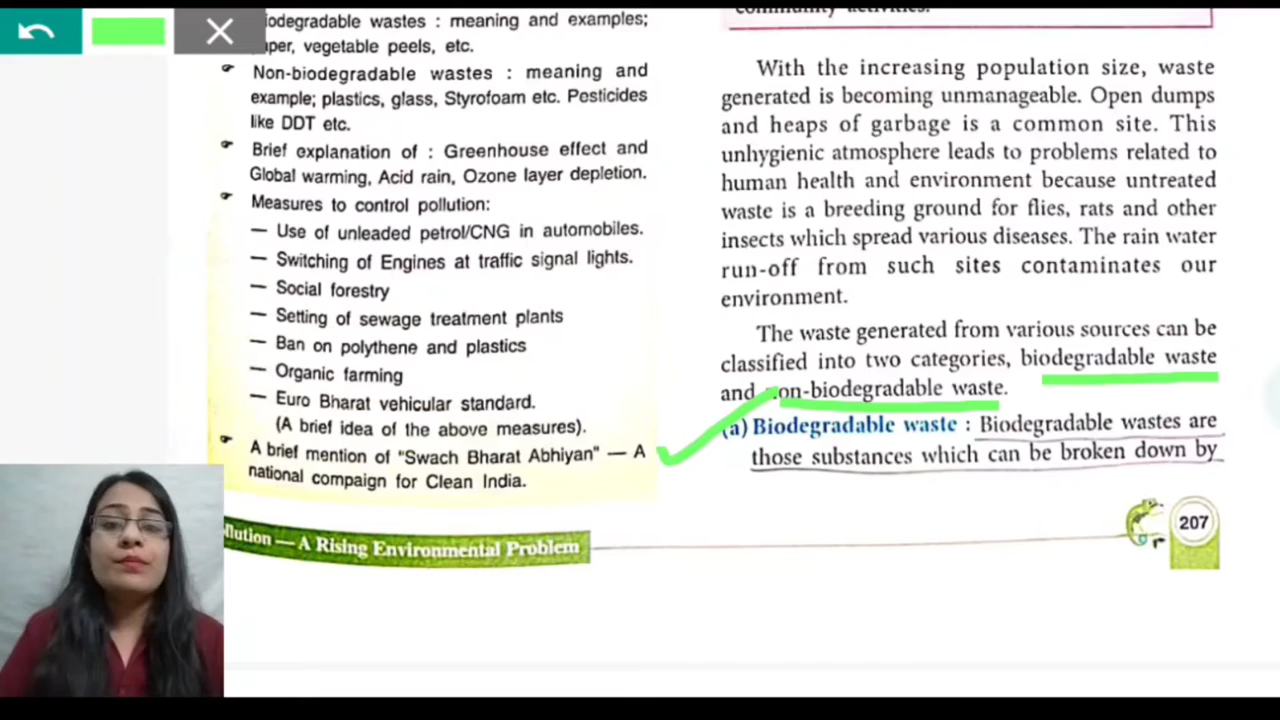 iodegradable wastes : meaning and examples;
per, vegetable peels, etc.
Non-biodegradable wastes : meaning and
example; plastics, glass, Styrofoam etc. Pesticides
like DDT etc.
Brief explanation of : Greenhouse effect and
Global warming, Acid rain, Ozone layer depletion.
Measures to control pollution:
— Use of unleaded petrol/CNG in automobiles.
— Switching of Engines at traffic signal lights.
— Social forestry
— Setting of sewage treatment plants
— Ban on polythene and plastics
— Organic farming
— Euro Bharat vehicular standard.
(A brief idea of the above measures).
A brief mention of "Swach Bharat Abhiyan" — A
national compaign for Clean India.
community activities.
With the increasing population size, waste
generated is becoming unmanageable. Open dumps
and heaps of garbage is a common site. This
unhygienic atmosphere leads to problems related to
human health and environment because untreated
waste is a breeding ground for flies, rats and other
insects which spread various diseases. The rain water
run-off from such sites contaminates our
environment.
The waste generated from various sources can be
classified into two categories, biodegradable waste
and non-biodegradable waste.
(a) Biodegradable waste : Biodegradable wastes are
those substances which can be broken down by
llution — A Rising Environmental Problem
207